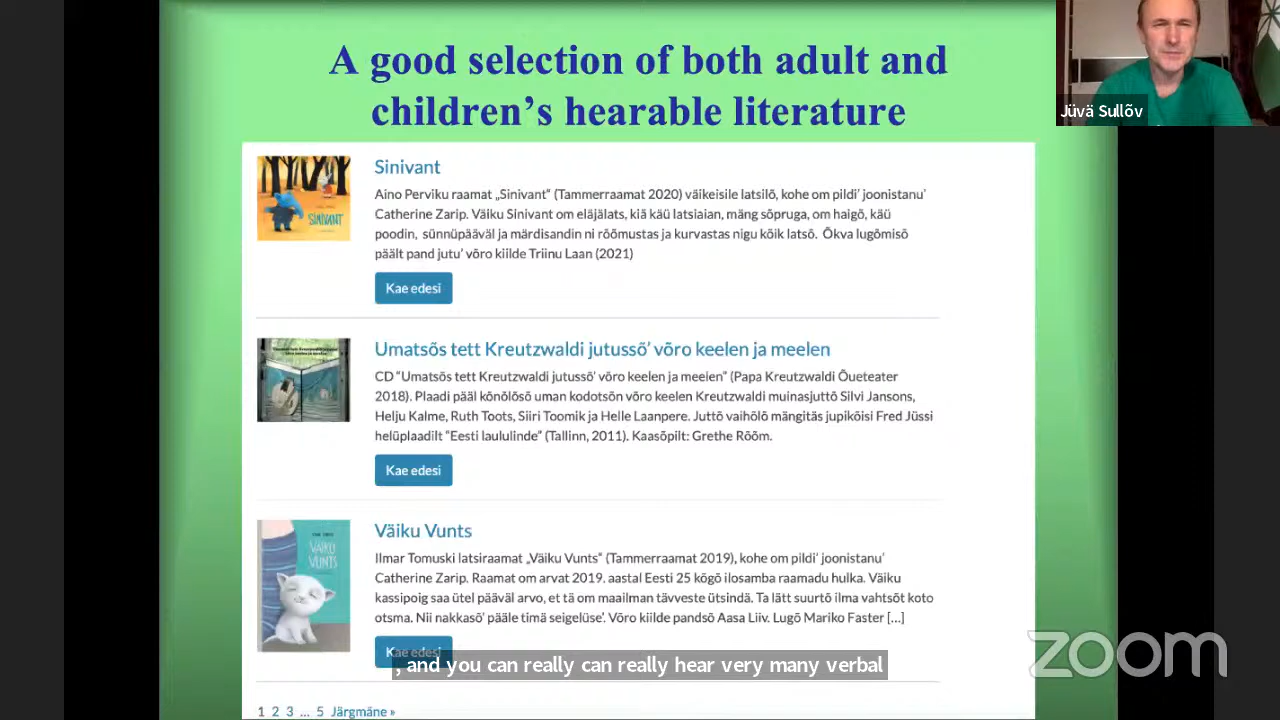 A good selection of both adult and
children's hearable literature
Jüvä Sullõv
SINIVANT
Sinivant
Aino Perviku raamat „Sinivant“ (Tammerraamat 2020) väikeisile latsilõ, kohe om pildi’ joonistanu’
Catherine Zarip. Väiku Sinivant om eläjälats, kiä käü latsiaian, mäng sõpruga, om haigõ, käü
poodin, sünnüpääväl ja märdisandin ni rõõmustas ja kurvastas nigu kõik latsõ. Õkva lugõmisõ
päält pand jutu’ võro kiilde Triinu Laan (2021)
Kae edesi
Umatsõs tett Kreutzwaldi jutussõ’ võro keelen ja meelen
CD “Umatsõs tett Kreutzwaldi jutussõ’ võro keelen ja meelen” (Papa Kreutzwaldi Õueteater
2018). Plaadi pääl kõnõlõsõ uman kodotsõn võro keelen Kreutzwaldi muinasjuttõ Silvi Jansons,
Helju Kalme, Ruth Toots, Siiri Toomik ja Helle Laanpere. Juttõ vaihõlõ mängitäs jupikõisi Fred Jüssi
helüplaadilt “Eesti laululinde” (Tallinn, 2011). Kaasõpilt: Grethe Rõõm.
Kae edesi
VÄIKU
VUNTS
Väiku Vunts
Ilmar Tomuski latsiraamat „Väiku Vunts“ (Tammerraamat 2019), kohe om pildi’ joonistanu’
Catherine Zarip. Raamat om arvat 2019. aastal Eesti 25 kõgõ ilosamba raamadu hulka. Väiku
kassipoig saa ütel pääväl arvo, et tä om maailman tävveste ütsindä. Ta lätt suurtõ ilma vahtsõt koto
otsma. Nii nakkasõ’ pääle timä seigelüse’. Võro kiilde pandsõ Aasa Liiv. Lugõ Mariko Faster [...]
Kae edesi
, and you can really can really hear very many verbal
zoom
1 2 3 ... 5 Järgmäne »